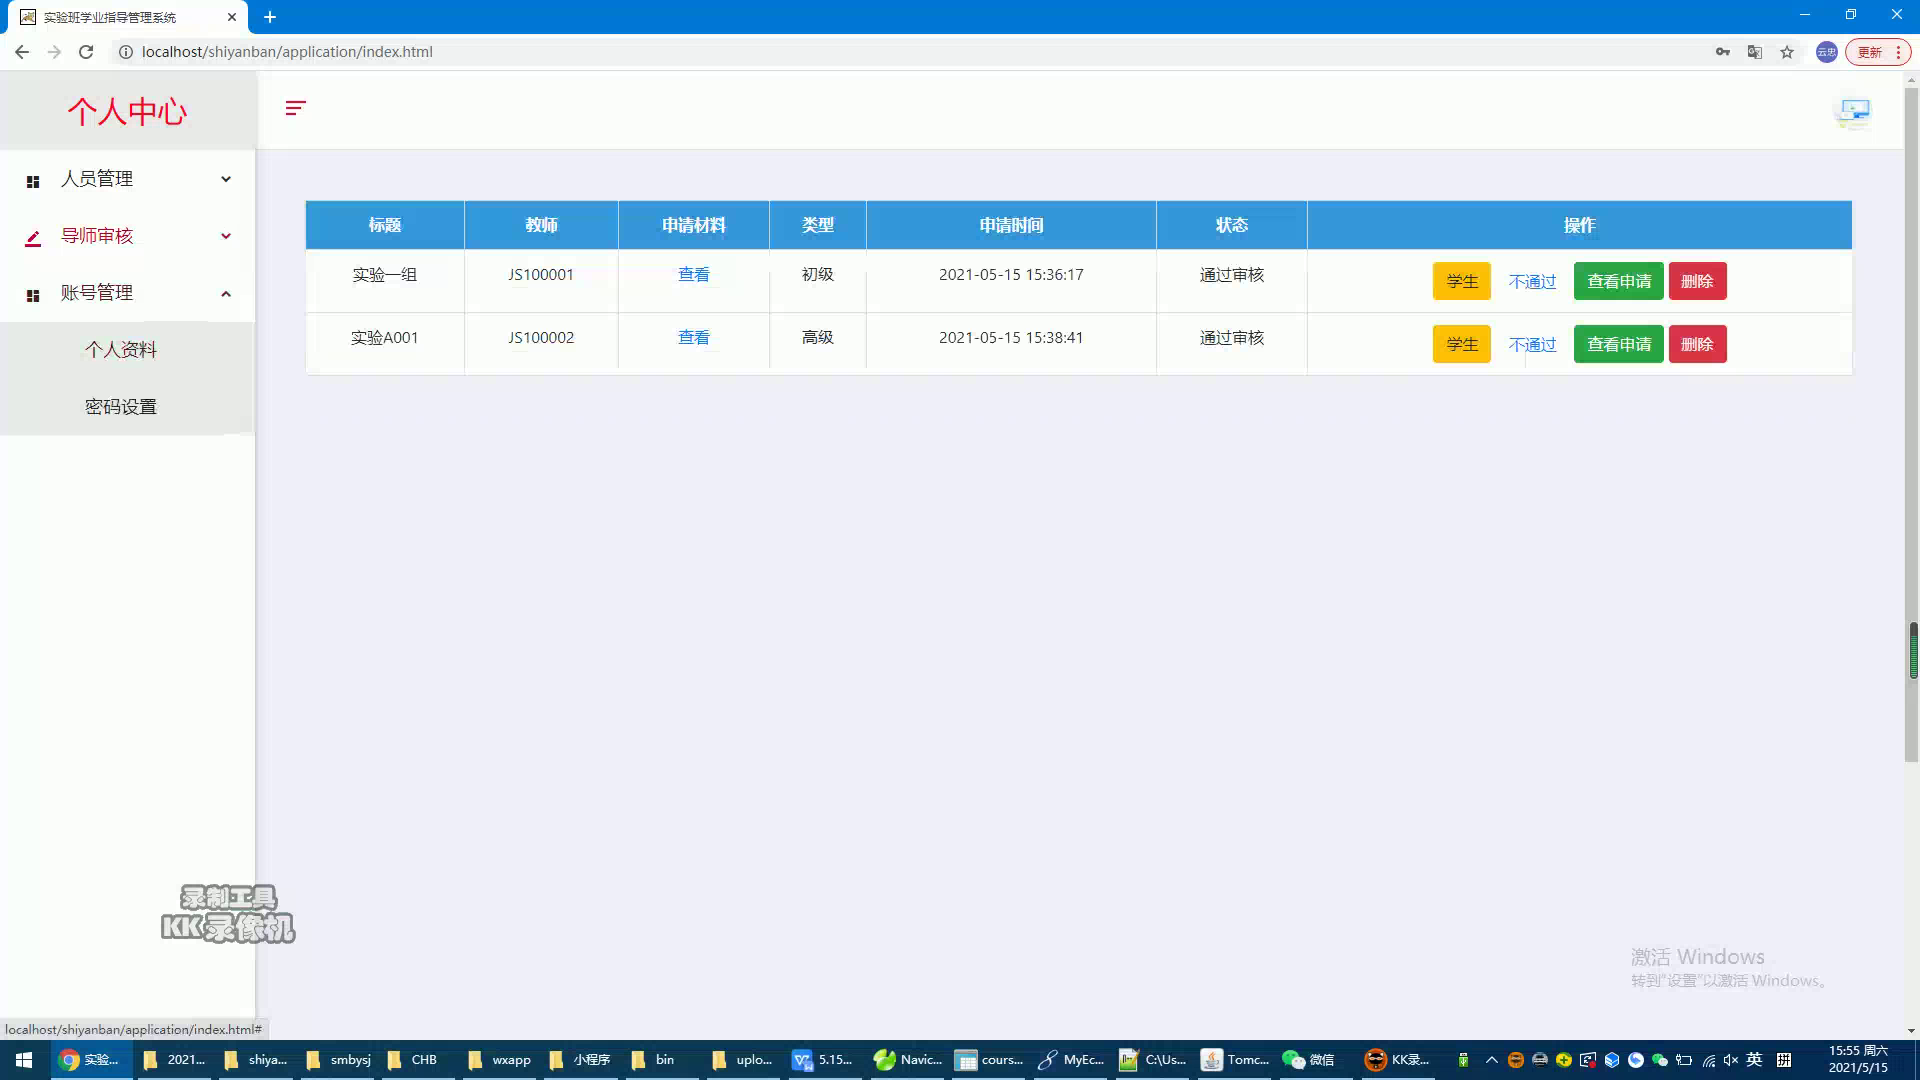 实验班学业指导管理系统
localhost/shiyanban/application/index.html
云忠
更新
个人中心
人员管理
导师审核
账号管理
个人资料
密码设置
标题 教师 申请材料 类型 申请时间 状态 操作
实验一组 JS100001 查看 初级 2021-05-15 15:36:17 通过审核 学生 不通过 查看申请 删除
实验A001 JS100002 查看 高级 2021-05-15 15:38:41 通过审核 学生 不通过 查看申请 删除
录制工具
KK录像机
激活 Windows
转到"设置"以激活 Windows。
localhost/shiyanban/application/index.html#
实验... 2021... shiya... smbysj CHB wxapp 小程序 bin uplo... 5.15... Navic... cours... MyEc... C:\Us... Tomc... 微信 KK录... 英 拼
15:55 周六
2021/5/15